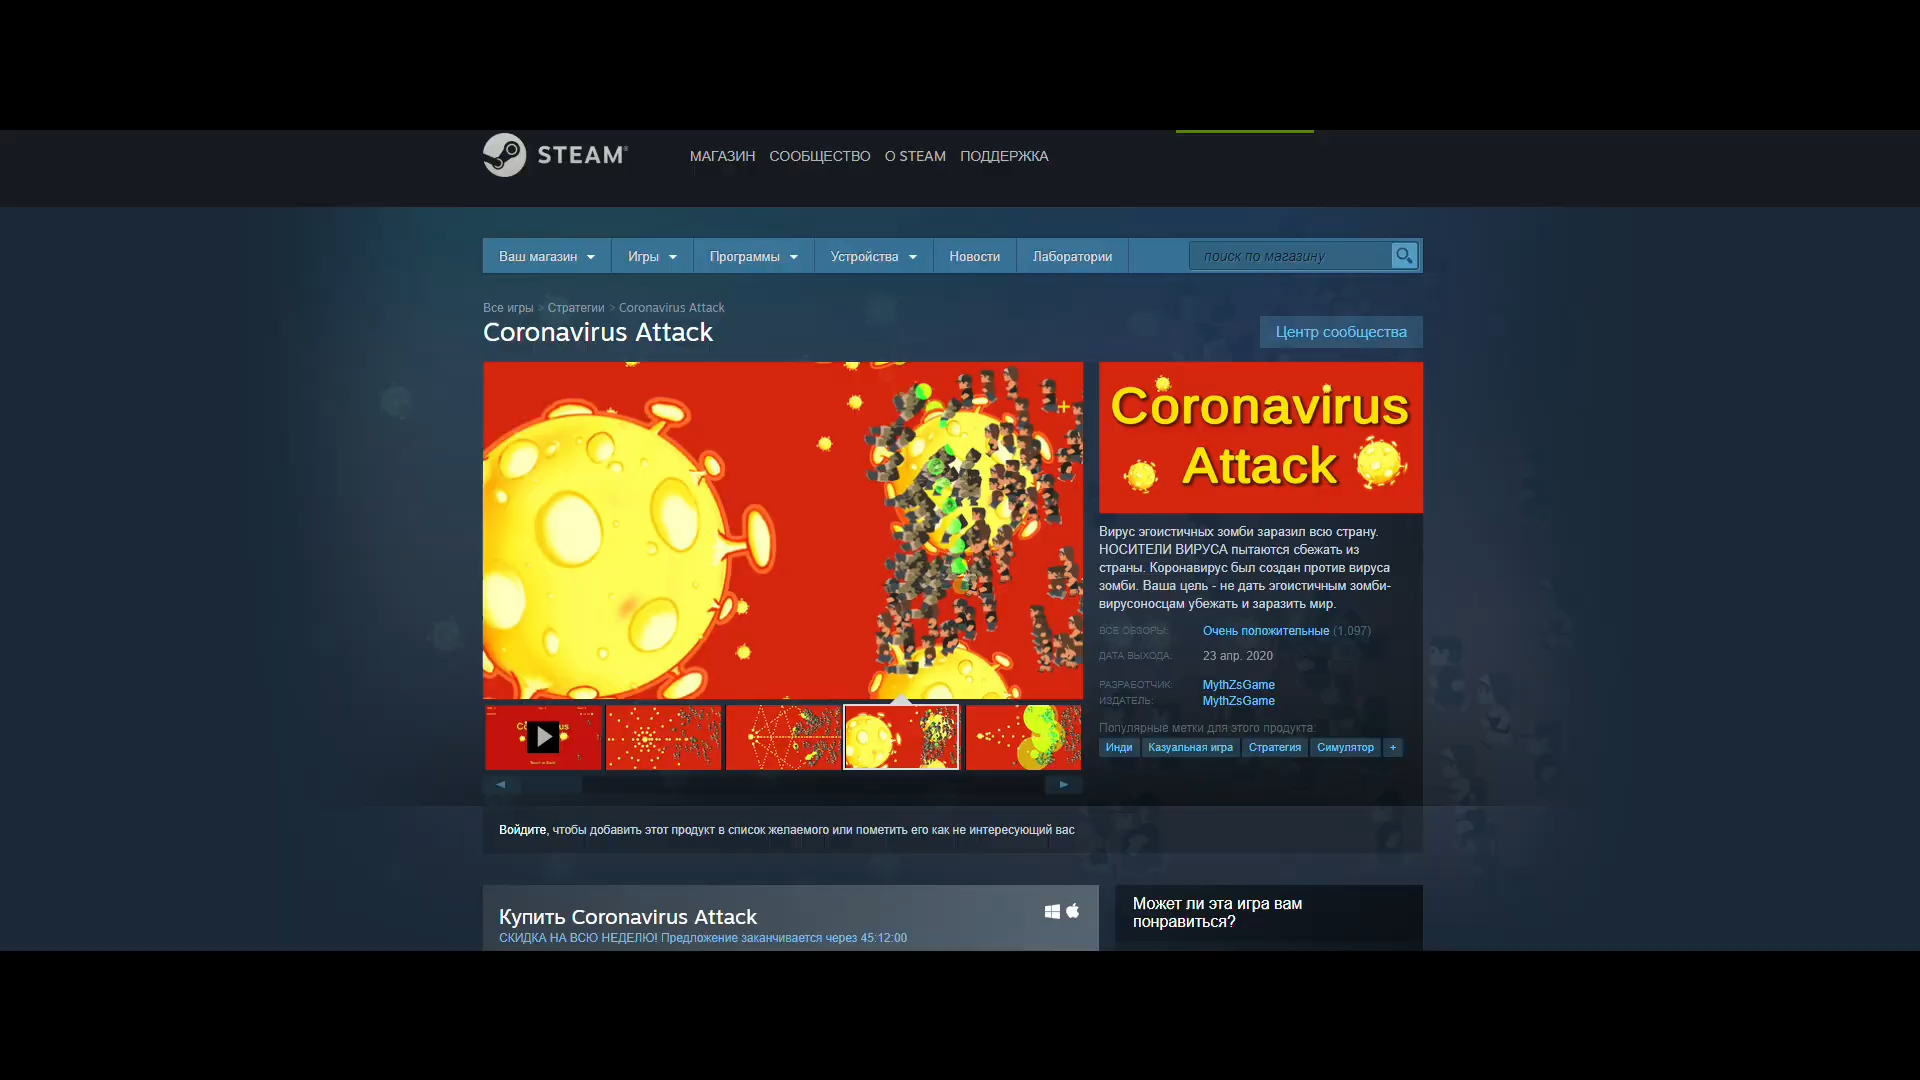 STEAM
МАГАЗИН СООБЩЕСТВО О STEAM ПОДДЕРЖКА
Ваш магазин Игры Программы Устройства Новости Лаборатории поиск по магазину
Все игры > Стратегии > Coronavirus Attack
Coronavirus Attack
Центр сообщества
Coronavirus
Attack
Вирус эгоистичных зомби заразил всю страну.
НОСИТЕЛИ ВИРУСА пытаются сбежать из
страны. Коронавирус был создан против вируса
зомби. Ваша цель - не дать эгоистичным зомби-
вирусоносцам убежать и заразить мир.
ВСЕ ОБЗОРЫ: Очень положительные (1,097)
ДАТА ВЫХОДА: 23 апр. 2020
РАЗРАБОТЧИК: MythZsGame
ИЗДАТЕЛЬ: MythZsGame
Популярные метки для этого продукта:
Инди Казуальная игра Стратегия Симулятор +
Войдите, чтобы добавить этот продукт в список желаемого или пометить его как не интересующий вас
Купить Coronavirus Attack
СКИДКА НА ВСЮ НЕДЕЛЮ! Предложение заканчивается через 45:12:00
Может ли эта игра вам
понравиться?